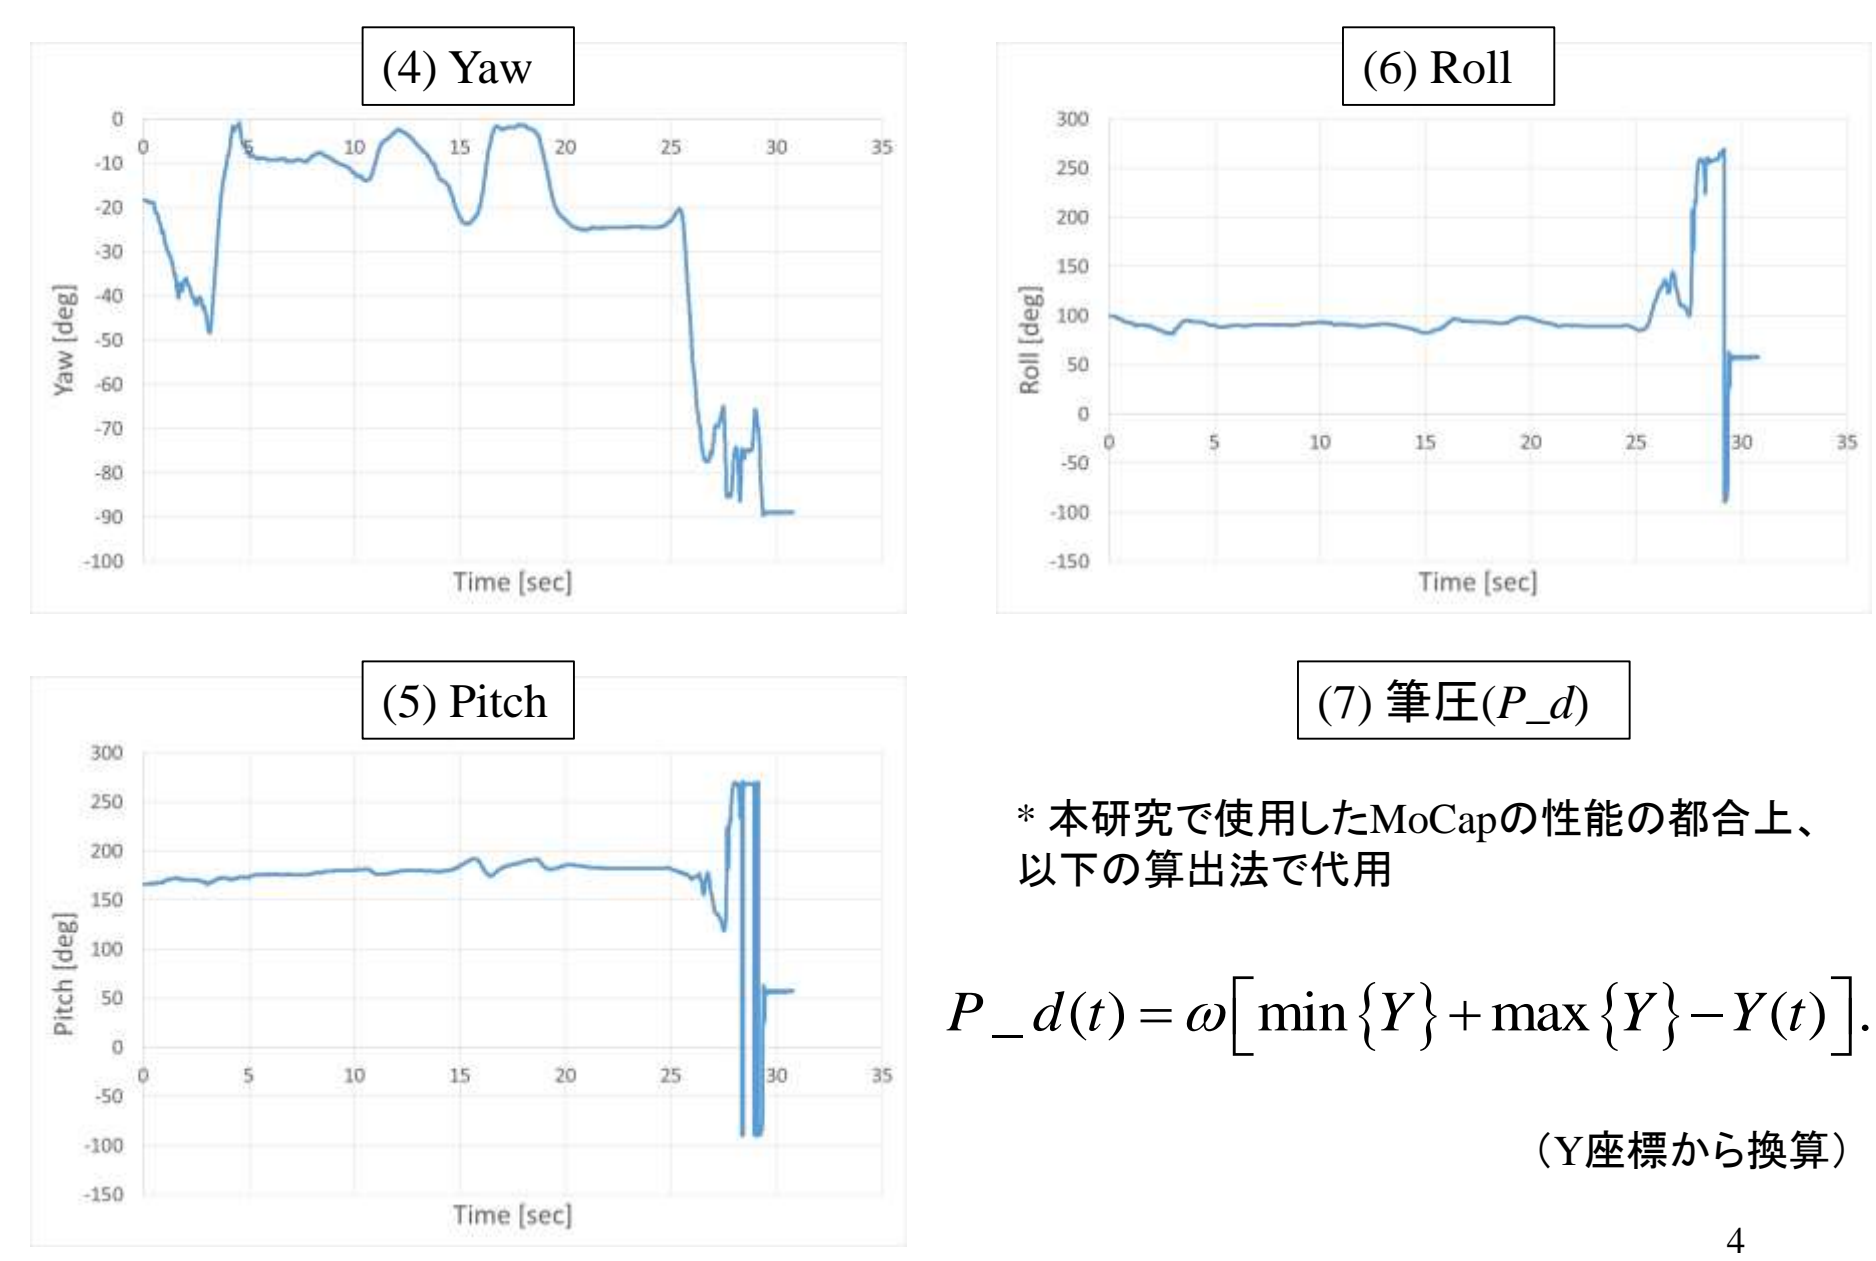 (4) Yaw
0
-10
-20
-30
-40
-50
-60
-70
-80
-90
-100
0 5 10 15 20 25 30 35
Yaw [deg]
Time [sec]
(6) Roll
300
250
200
150
100
50
0
-50
-100
-150
0 5 10 15 20 25 30 35
Roll [deg]
Time [sec]
(5) Pitch
300
250
200
150
100
50
0
-50
-100
-150
0 5 10 15 20 25 30 35
Pitch [deg]
Time [sec]
(7) 筆圧(P_d)
* 本研究で使用したMoCapの性能の都合上、
以下の算出法で代用
P_d(t) = ω[min{Y}+max{Y}−Y(t)].
（Y座標から換算）
4